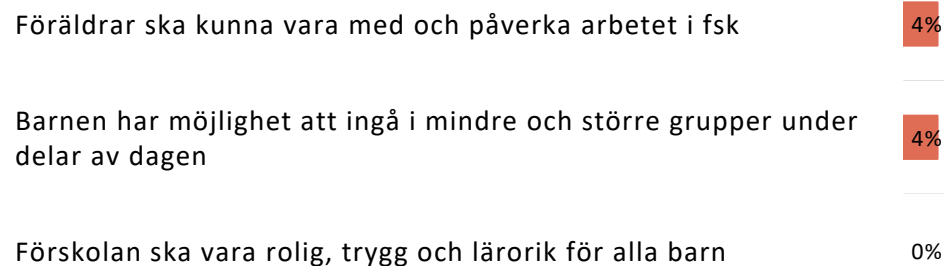 Föräldrar ska kunna vara med och påverka arbetet i fsk 4%
Barnen har möjlighet att ingå i mindre och större grupper under
delar av dagen 4%
Förskolan ska vara rolig, trygg och lärorik för alla barn 0%